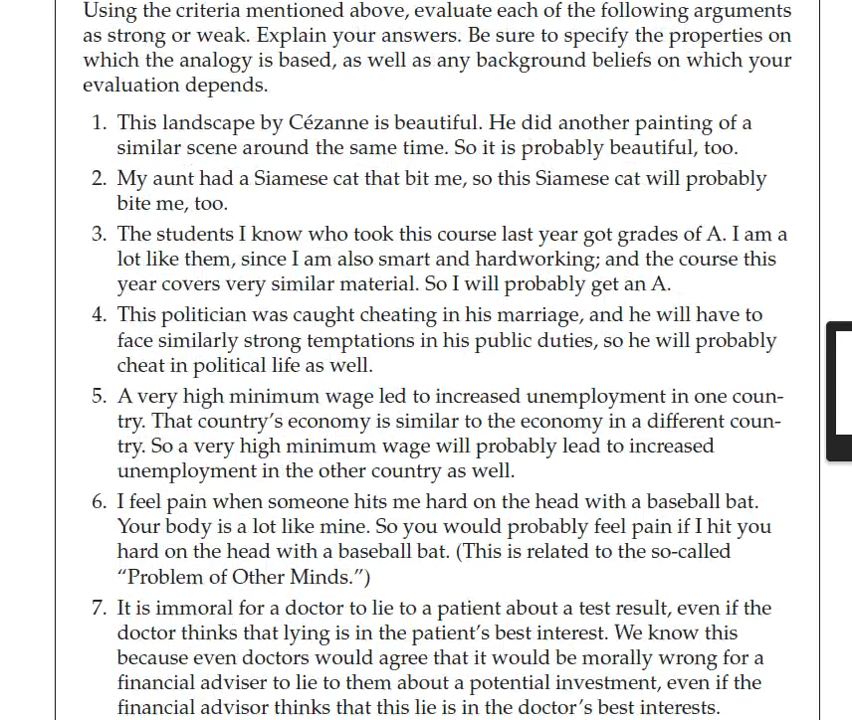 Using the criteria mentioned above, evaluate each of the following arguments
as strong or weak. Explain your answers. Be sure to specify the properties on
which the analogy is based, as well as any background beliefs on which your
evaluation depends.
1. This landscape by Cézanne is beautiful. He did another painting of a
similar scene around the same time. So it is probably beautiful, too.
2. My aunt had a Siamese cat that bit me, so this Siamese cat will probably
bite me, too.
3. The students I know who took this course last year got grades of A. I am a
lot like them, since I am also smart and hardworking; and the course this
year covers very similar material. So I will probably get an A.
4. This politician was caught cheating in his marriage, and he will have to
face similarly strong temptations in his public duties, so he will probably
cheat in political life as well.
5. A very high minimum wage led to increased unemployment in one coun-
try. That country's economy is similar to the economy in a different coun-
try. So a very high minimum wage will probably lead to increased
unemployment in the other country as well.
6. I feel pain when someone hits me hard on the head with a baseball bat.
Your body is a lot like mine. So you would probably feel pain if I hit you
hard on the head with a baseball bat. (This is related to the so-called
"Problem of Other Minds.")
7. It is immoral for a doctor to lie to a patient about a test result, even if the
doctor thinks that lying is in the patient's best interest. We know this
because even doctors would agree that it would be morally wrong for a
financial adviser to lie to them about a potential investment, even if the
financial advisor thinks that this lie is in the doctor's best interests.